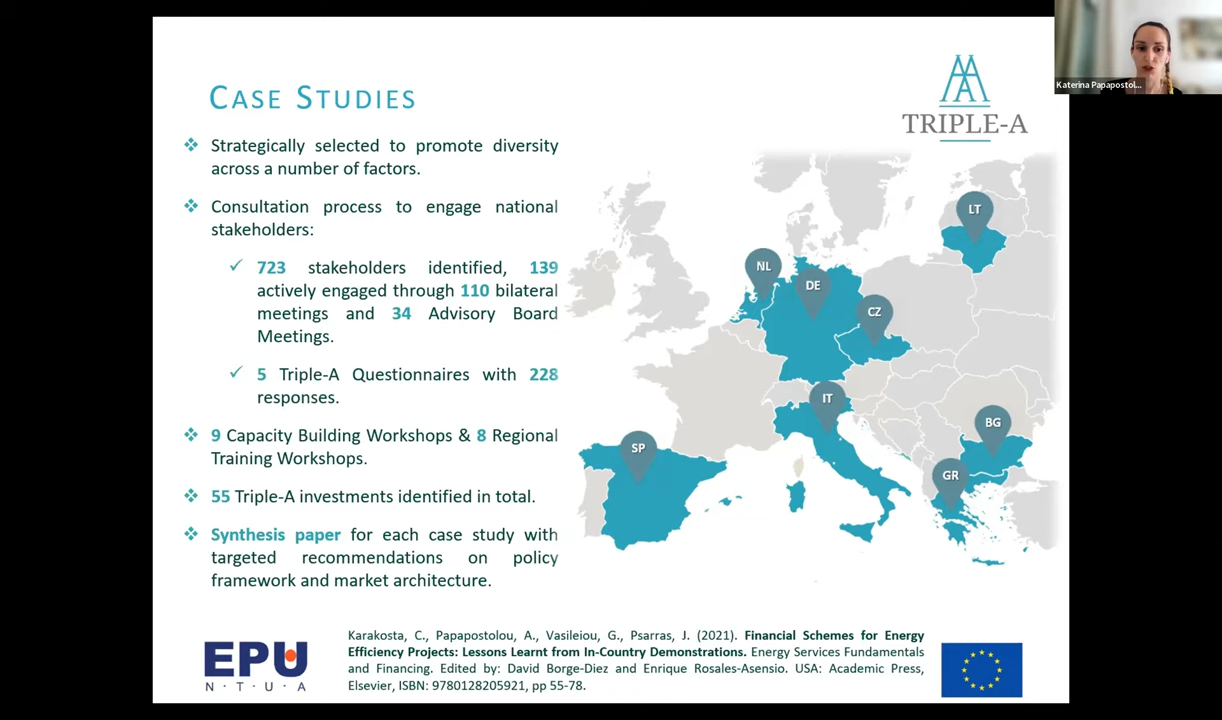 CASE STUDIES
Strategically selected to promote diversity
across a number of factors.
Consultation process to engage national
stakeholders:
723 stakeholders identified, 139
actively engaged through 110 bilateral
meetings and 34 Advisory Board
Meetings.
5 Triple-A Questionnaires with 228
responses.
9 Capacity Building Workshops & 8 Regional
Training Workshops.
55 Triple-A investments identified in total.
Synthesis paper for each case study with
targeted recommendations on policy
framework and market architecture.
TRIPLE-A
Katerina Papapostol...
LT
NL
DE
CZ
IT
SP
BG
GR
EPU
N·T·U·A
Karakosta, C., Papapostolou, A., Vasileiou, G., Psarras, J. (2021). Financial Schemes for Energy
Efficiency Projects: Lessons Learnt from In-Country Demonstrations. Energy Services Fundamentals
and Financing. Edited by: David Borge-Diez and Enrique Rosales-Asensio. USA: Academic Press,
Elsevier, ISBN: 9780128205921, pp 55-78.